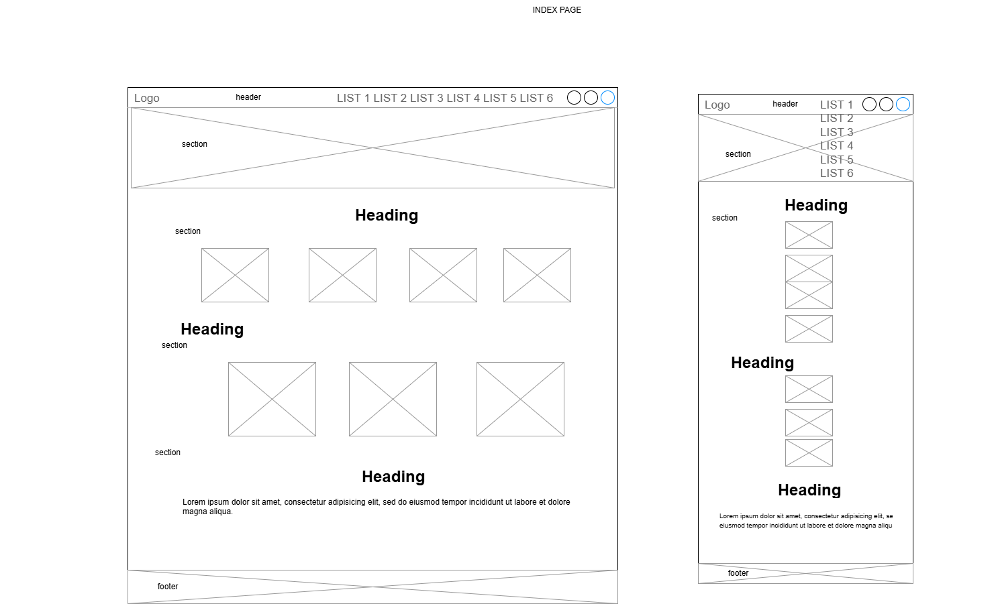 INDEX PAGE
Logo
header
LIST 1 LIST 2 LIST 3 LIST 4 LIST 5 LIST 6
section
Heading
section
Heading
section
section
Heading
Lorem ipsum dolor sit amet, consectetur adipisicing elit, sed do eiusmod tempor incididunt ut labore et dolore
magna aliqua.
footer
Logo
header
LIST 1
LIST 2
LIST 3
LIST 4
LIST 5
LIST 6
section
Heading
section
Heading
Heading
Lorem ipsum dolor sit amet, consectetur adipisicing elit, se
eiusmod tempor incididunt ut labore et dolore magna aliqu
footer